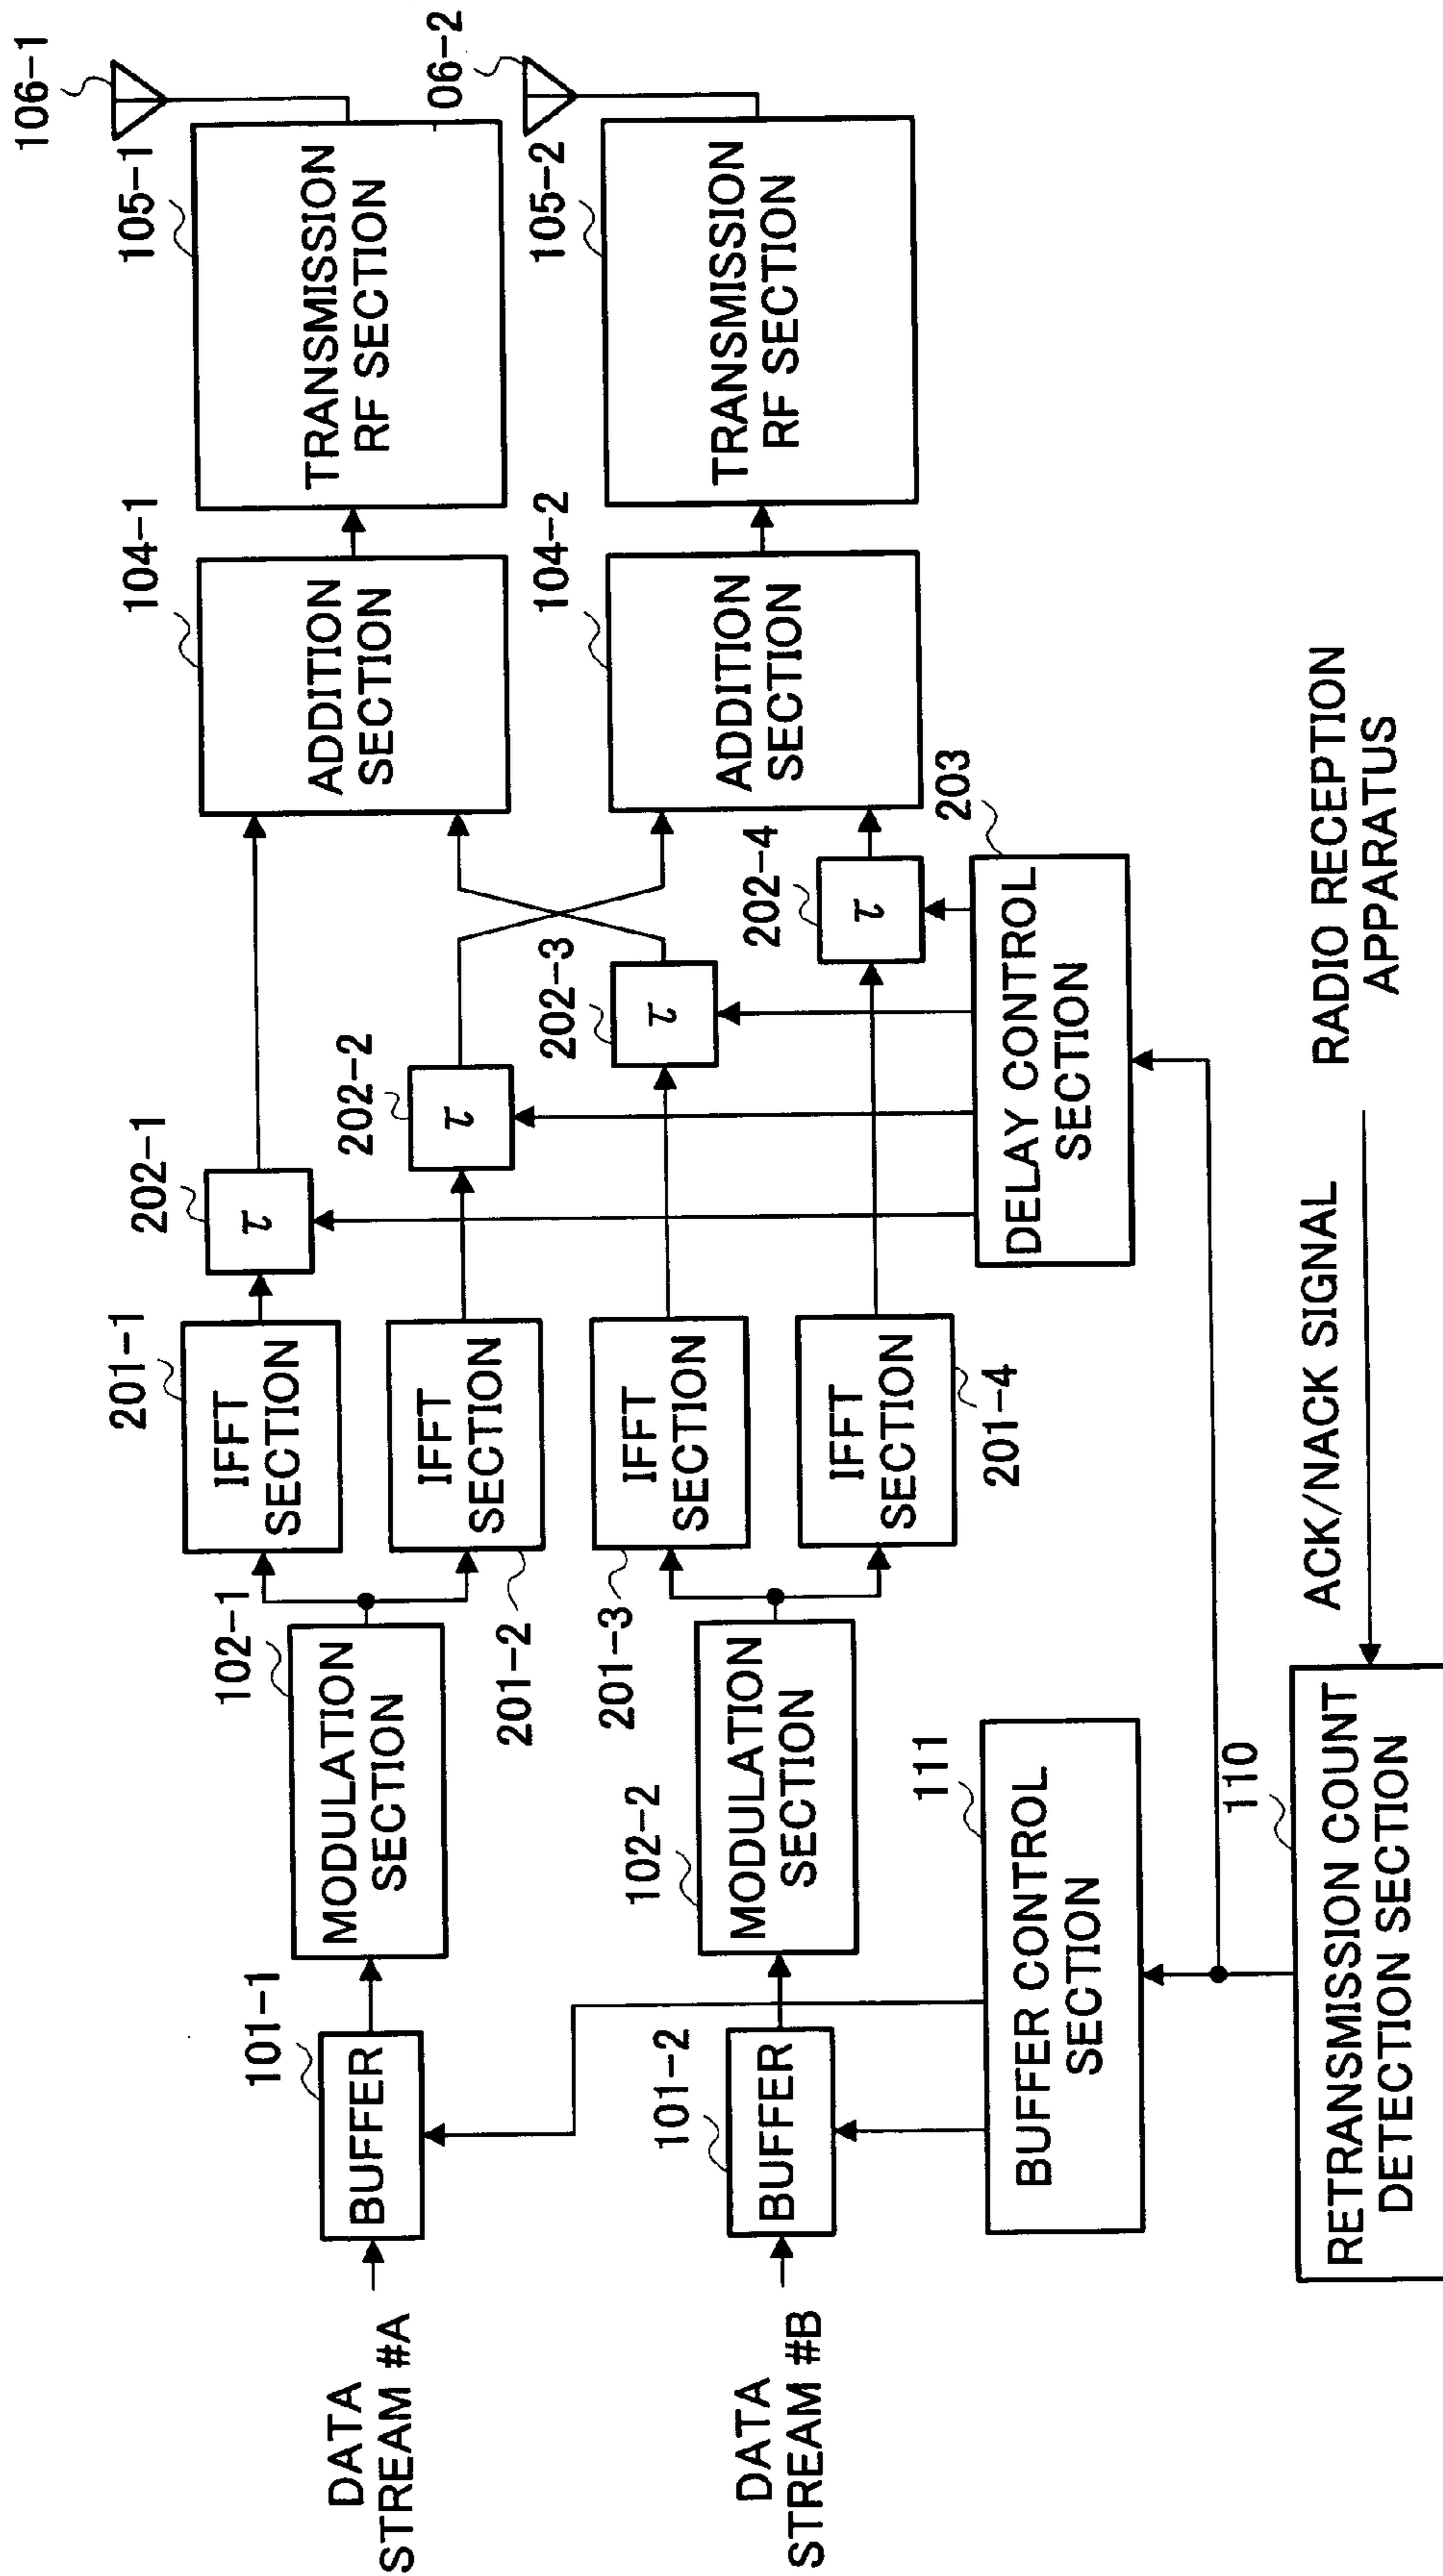 DATA
STREAM #A
101-1
BUFFER
102-1
MODULATION
SECTION
201-1
IFFT
SECTION
201-2
IFFT
SECTION
202-1
τ
202-2
τ
104-1
ADDITION
SECTION
105-1
TRANSMISSION
RF SECTION
106-1
DATA
STREAM #B
101-2
BUFFER
102-2
MODULATION
SECTION
201-3
IFFT
SECTION
201-4
IFFT
SECTION
202-3
τ
202-4
τ
104-2
ADDITION
SECTION
105-2
TRANSMISSION
RF SECTION
06-2
111
BUFFER CONTROL
SECTION
203
DELAY CONTROL
SECTION
110
RETRANSMISSION COUNT
DETECTION SECTION
ACK/NACK SIGNAL
RADIO RECEPTION
APPARATUS